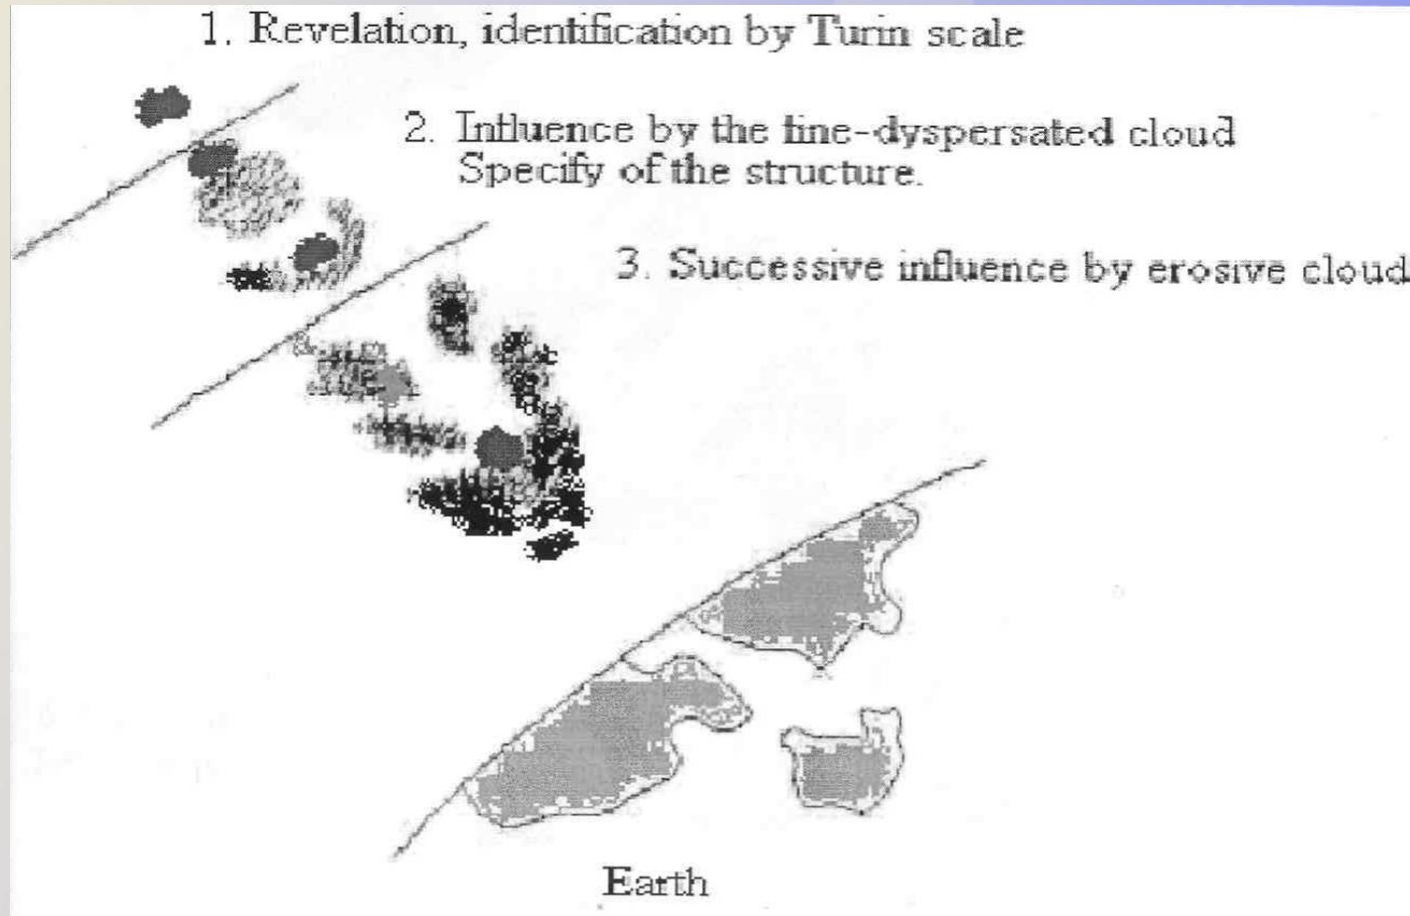 1. Revelation, identification by Turin scale
2. Influence by the fine-dyspersated cloud
Specify of the structure.
3. Successive influence by erosive cloud
Earth